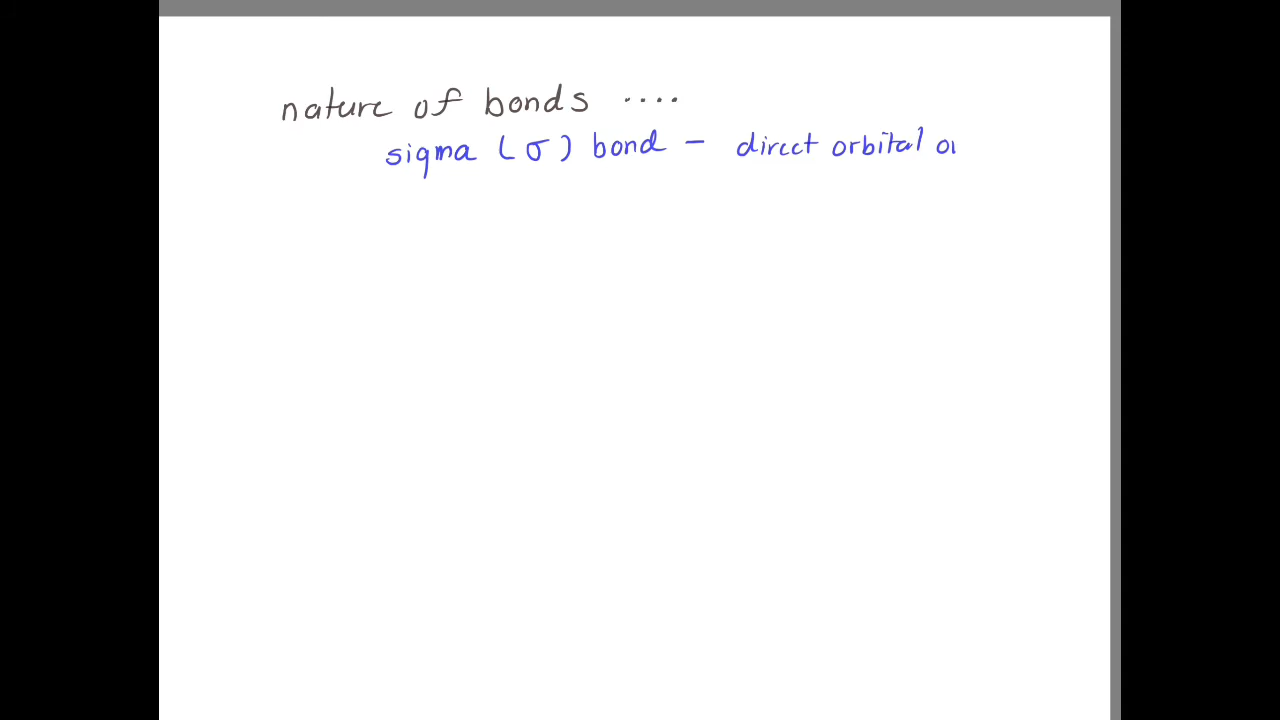 nature of bonds ....
sigma (σ) bond - direct orbital